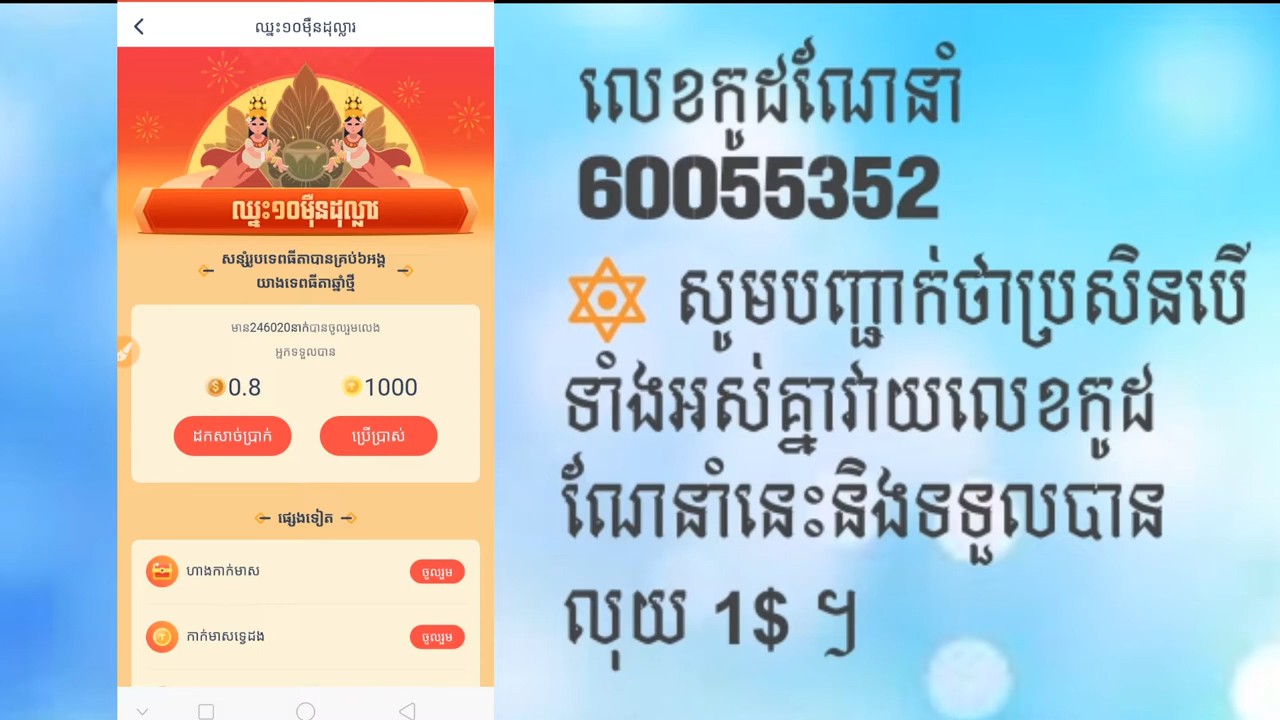 ឈ្នះ១០ម៉ឺនដុល្លារ
ឈ្នះ១០ម៉ឺនដុល្លារ
សន្សំរូបទេពធីតាបានគ្រប់៦អង្គ
យាងទេពធីតាឆ្នាំថ្មី
មាន246020នាក់បានចូលរួមលេង
អ្នកទទួលបាន
0.8 1000
ដកសាច់ប្រាក់ ប្រើប្រាស់
ផ្សេងទៀត
ហាងកាក់មាស ចូលរួម
កាក់មាសទ្វេដង ចូលរួម
លេខកូដណែនាំ
60055352
សូមបញ្ជាក់ថាប្រសិនបើ
ទាំងអស់គ្នាវាយលេខកូដ
ណែនាំនេះនិងទទួលបាន
លុយ 1$ ។